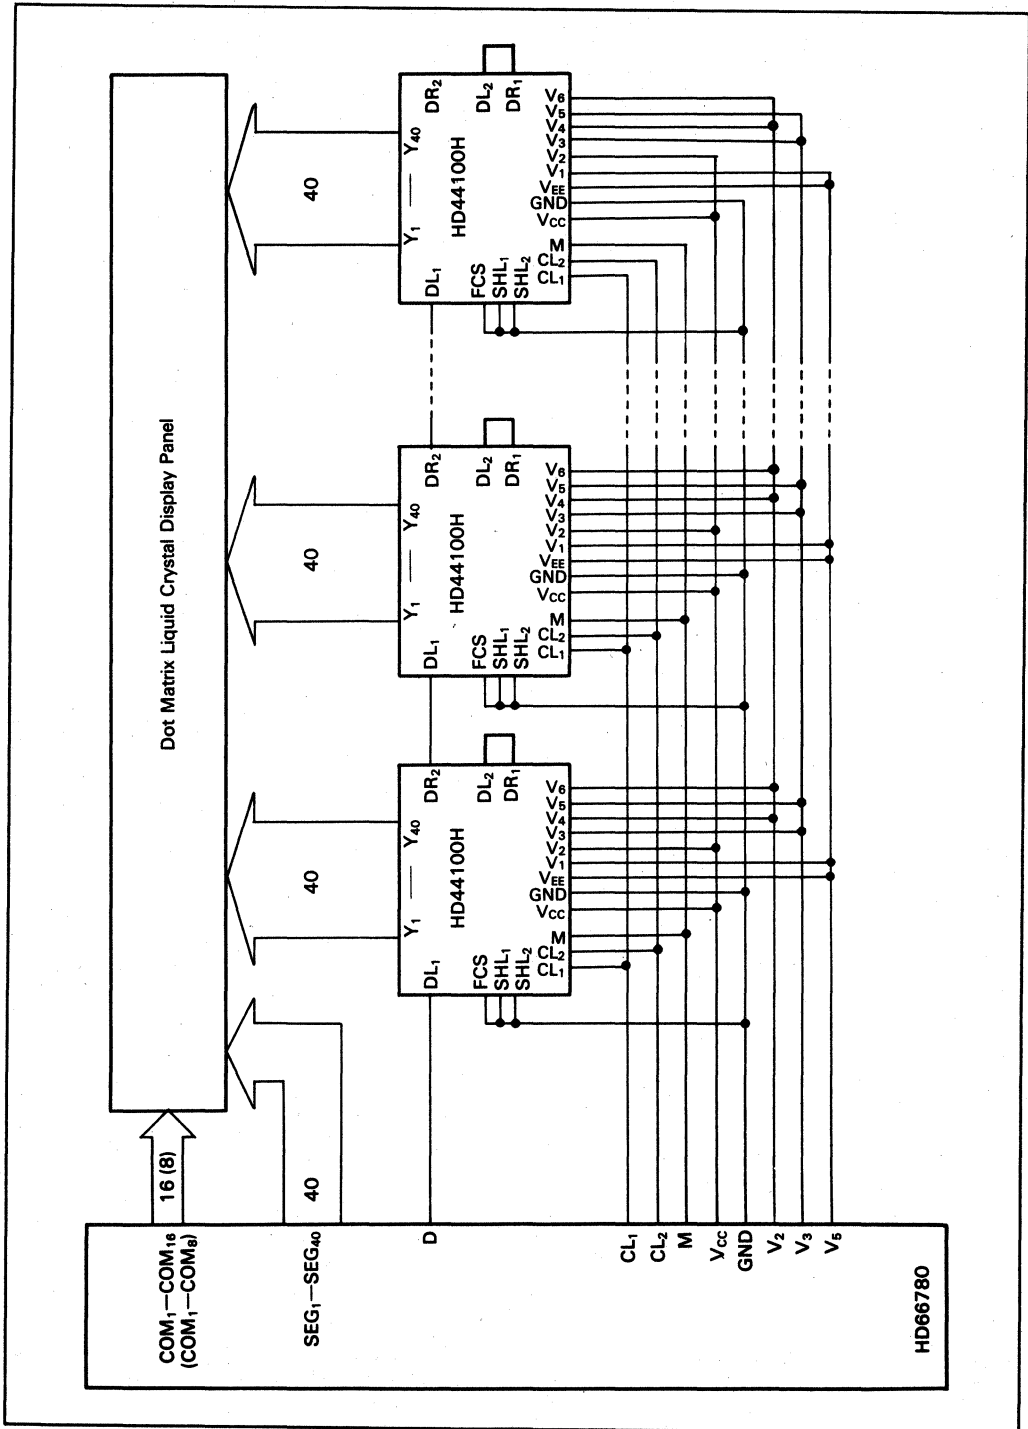 Dot Matrix Liquid Crystal Display Panel
COM₁—COM₁₆
(COM₁—COM₈)
16 (8)
SEG₁—SEG₄₀
40
D
CL₁
CL₂
M
VCC
GND
V₂
V₃
V₅
HD66780
40
Y₁ — Y₄₀
DL₁
DR₂
HD44100H
FCS
SHL₁
SHL₂
DL₂
DR₁
CL₁
CL₂
M
VCC
GND
VEE
V₁
V₂
V₃
V₄
V₅
V₆
40
Y₁ — Y₄₀
DL₁
DR₂
HD44100H
FCS
SHL₁
SHL₂
DL₂
DR₁
CL₁
CL₂
M
VCC
GND
VEE
V₁
V₂
V₃
V₄
V₅
V₆
40
Y₁ — Y₄₀
DL₁
DR₂
HD44100H
FCS
SHL₁
SHL₂
DL₂
DR₁
CL₁
CL₂
M
VCC
GND
VEE
V₁
V₂
V₃
V₄
V₅
V₆